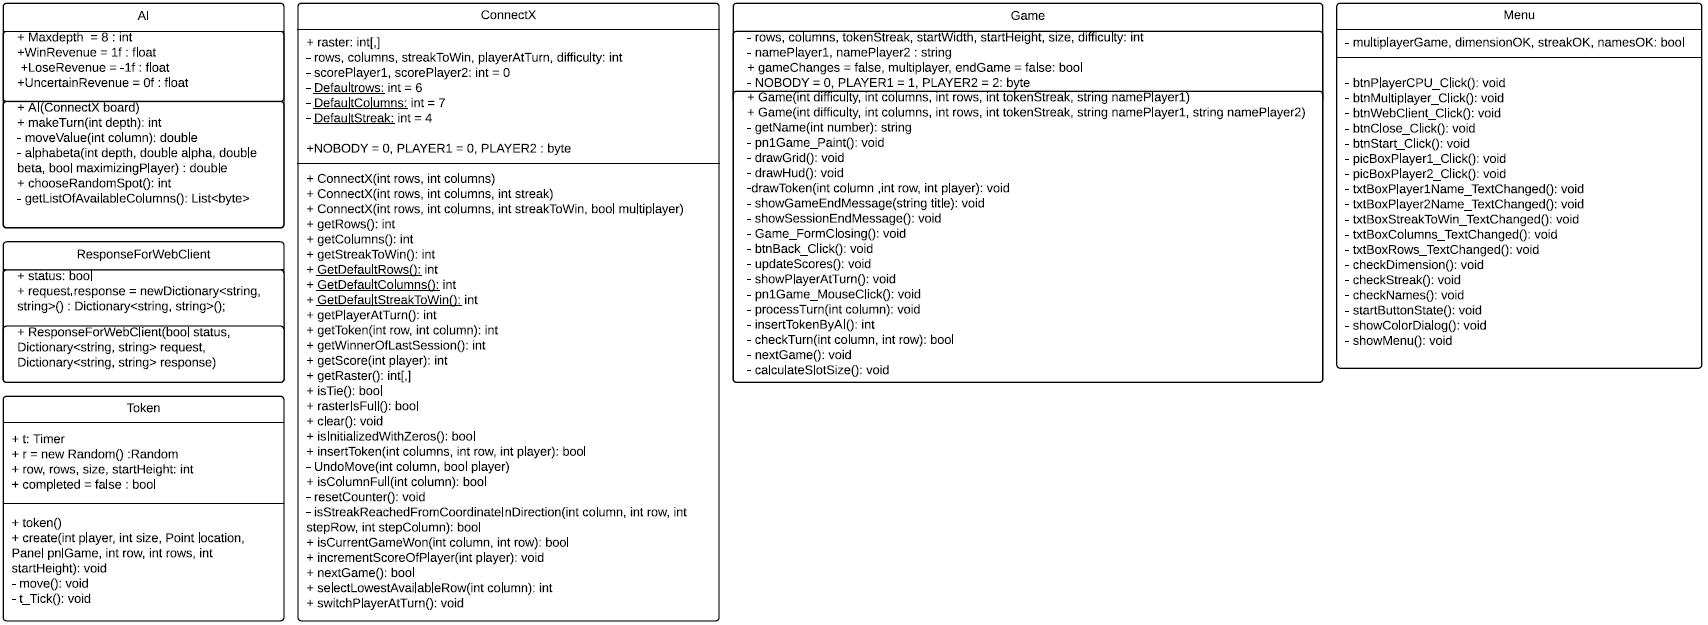 AI
+ Maxdepth = 8 : int
+WinRevenue = 1f : float
+LoseRevenue = -1f : float
+UncertainRevenue = 0f : float
+ AI(ConnectX board)
+ makeTurn(int depth): int
- moveValue(int column): double
- alphabeta(int depth, double alpha, double
beta, bool maximizingPlayer) : double
+ chooseRandomSpot(): int
- getListOfAvailableColumns(): List<byte>
ResponseForWebClient
+ status: bool
+ request,response = newDictionary<string,
string>() : Dictionary<string, string>();
+ ResponseForWebClient(bool status,
Dictionary<string, string> request,
Dictionary<string, string> response)
Token
+ t: Timer
+ r = new Random() :Random
+ row, rows, size, startHeight: int
+ completed = false : bool
+ token()
+ create(int player, int size, Point location,
Panel pnlGame, int row, int rows, int
startHeight): void
- move(): void
- t_Tick(): void
ConnectX
+ raster: int[,]
- rows, columns, streakToWin, playerAtTurn, difficulty: int
- scorePlayer1, scorePlayer2: int = 0
- Defaultrows: int = 6
- DefaultColumns: int = 7
- DefaultStreak: int = 4
+NOBODY = 0, PLAYER1 = 0, PLAYER2 : byte
+ ConnectX(int rows, int columns)
+ ConnectX(int rows, int columns, int streak)
+ ConnectX(int rows, int columns, int streakToWin, bool multiplayer)
+ getRows(): int
+ getColumns(): int
+ getStreakToWin(): int
+ GetDefaultRows(): int
+ GetDefaultColumns(): int
+ GetDefaultStreakToWin(): int
+ getPlayerAtTurn(): int
+ getToken(int row, int column): int
+ getWinnerOfLastSession(): int
+ getScore(int player): int
+ getRaster(): int[,]
+ isTie(): bool
+ rasterIsFull(): bool
+ clear(): void
+ isInitializedWithZeros(): bool
+ insertToken(int columns, int row, int player): bool
- UndoMove(int column, bool player)
+ isColumnFull(int column): bool
- resetCounter(): void
- isStreakReachedFromCoordinateInDirection(int column, int row, int
stepRow, int stepColumn): bool
+ isCurrentGameWon(int column, int row): bool
+ incrementScoreOfPlayer(int player): void
+ nextGame(): bool
+ selectLowestAvailableRow(int column): int
+ switchPlayerAtTurn(): void
Game
- rows, columns, tokenStreak, startWidth, startHeight, size, difficulty: int
- namePlayer1, namePlayer2 : string
+ gameChanges = false, multiplayer, endGame = false: bool
- NOBODY = 0, PLAYER1 = 1, PLAYER2 = 2: byte
+ Game(int difficulty, int columns, int rows, int tokenStreak, string namePlayer1)
+ Game(int difficulty, int columns, int rows, int tokenStreak, string namePlayer1, string namePlayer2)
- getName(int number): string
- pn1Game_Paint(): void
- drawGrid(): void
- drawHud(): void
-drawToken(int column ,int row, int player): void
- showGameEndMessage(string title): void
- showSessionEndMessage(): void
- Game_FormClosing(): void
- btnBack_Click(): void
- updateScores(): void
- showPlayerAtTurn(): void
- pn1Game_MouseClick(): void
- processTurn(int column): void
- insertTokenByAI(): int
- checkTurn(int column, int row): bool
- nextGame(): void
- calculateSlotSize(): void
Menu
- multiplayerGame, dimensionOK, streakOK, namesOK: bool
- btnPlayerCPU_Click(): void
- btnMultiplayer_Click(): void
- btnWebClient_Click(): void
- btnClose_Click(): void
- btnStart_Click(): void
- picBoxPlayer1_Click(): void
- picBoxPlayer2_Click(): void
- txtBoxPlayer1Name_TextChanged(): void
- txtBoxPlayer2Name_TextChanged(): void
- txtBoxStreakToWin_TextChanged(): void
- txtBoxColumns_TextChanged(): void
- txtBoxRows_TextChanged(): void
- checkDimension(): void
- checkStreak(): void
- checkNames(): void
- startButtonState(): void
- showColorDialog(): void
- showMenu(): void